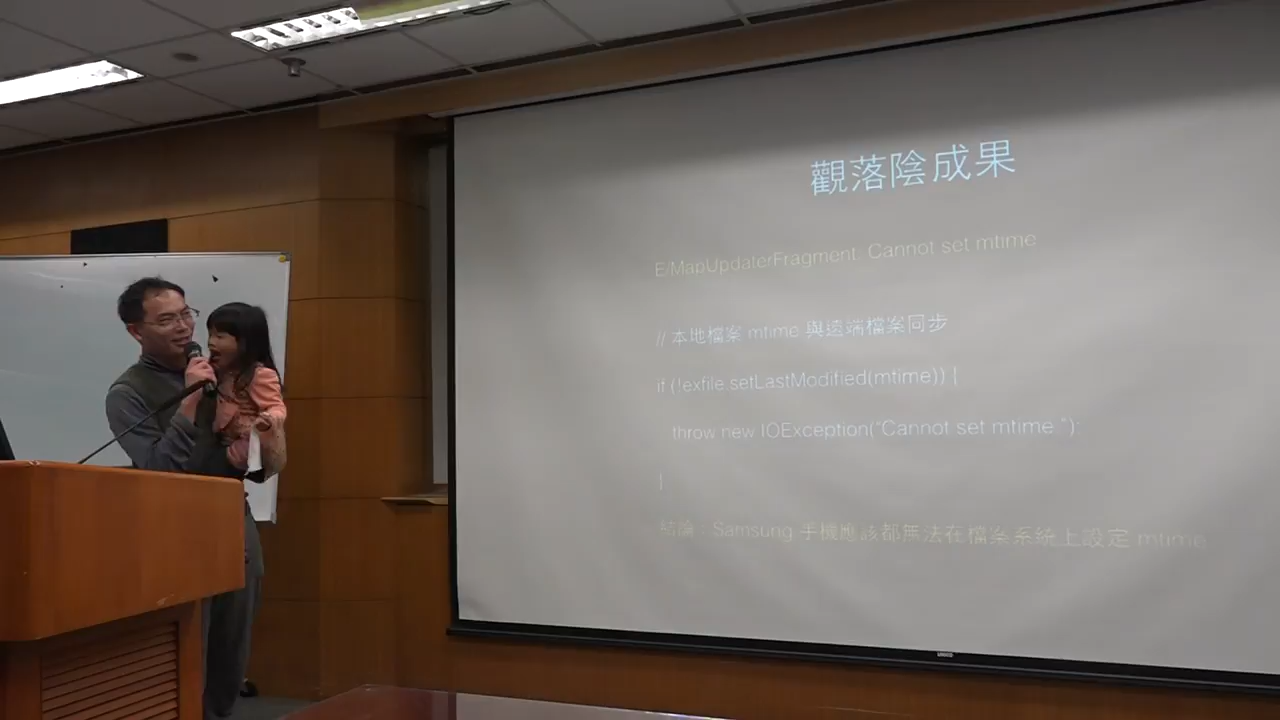 觀落陰成果
E/MapUpdaterFragment: Cannot set mtime
// 本地檔案 mtime 與遠端檔案同步
if (!exfile.setLastModified(mtime)) {
throw new IOException("Cannot set mtime ");
}
結論：Samsung 手機應該都無法在檔案系統上設定 mtime